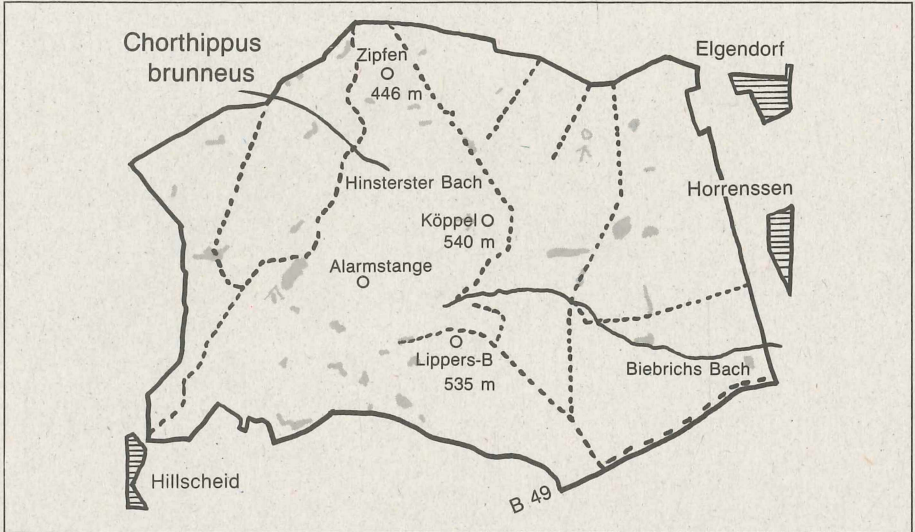 Chorthippus
brunneus
Elgendorf
Zipfen
446 m
Hinsterster Bach
Horrenssen
Köppel
540 m
Alarmstange
Lippers-B
535 m
Biebrichs Bach
Hillscheid
B 49